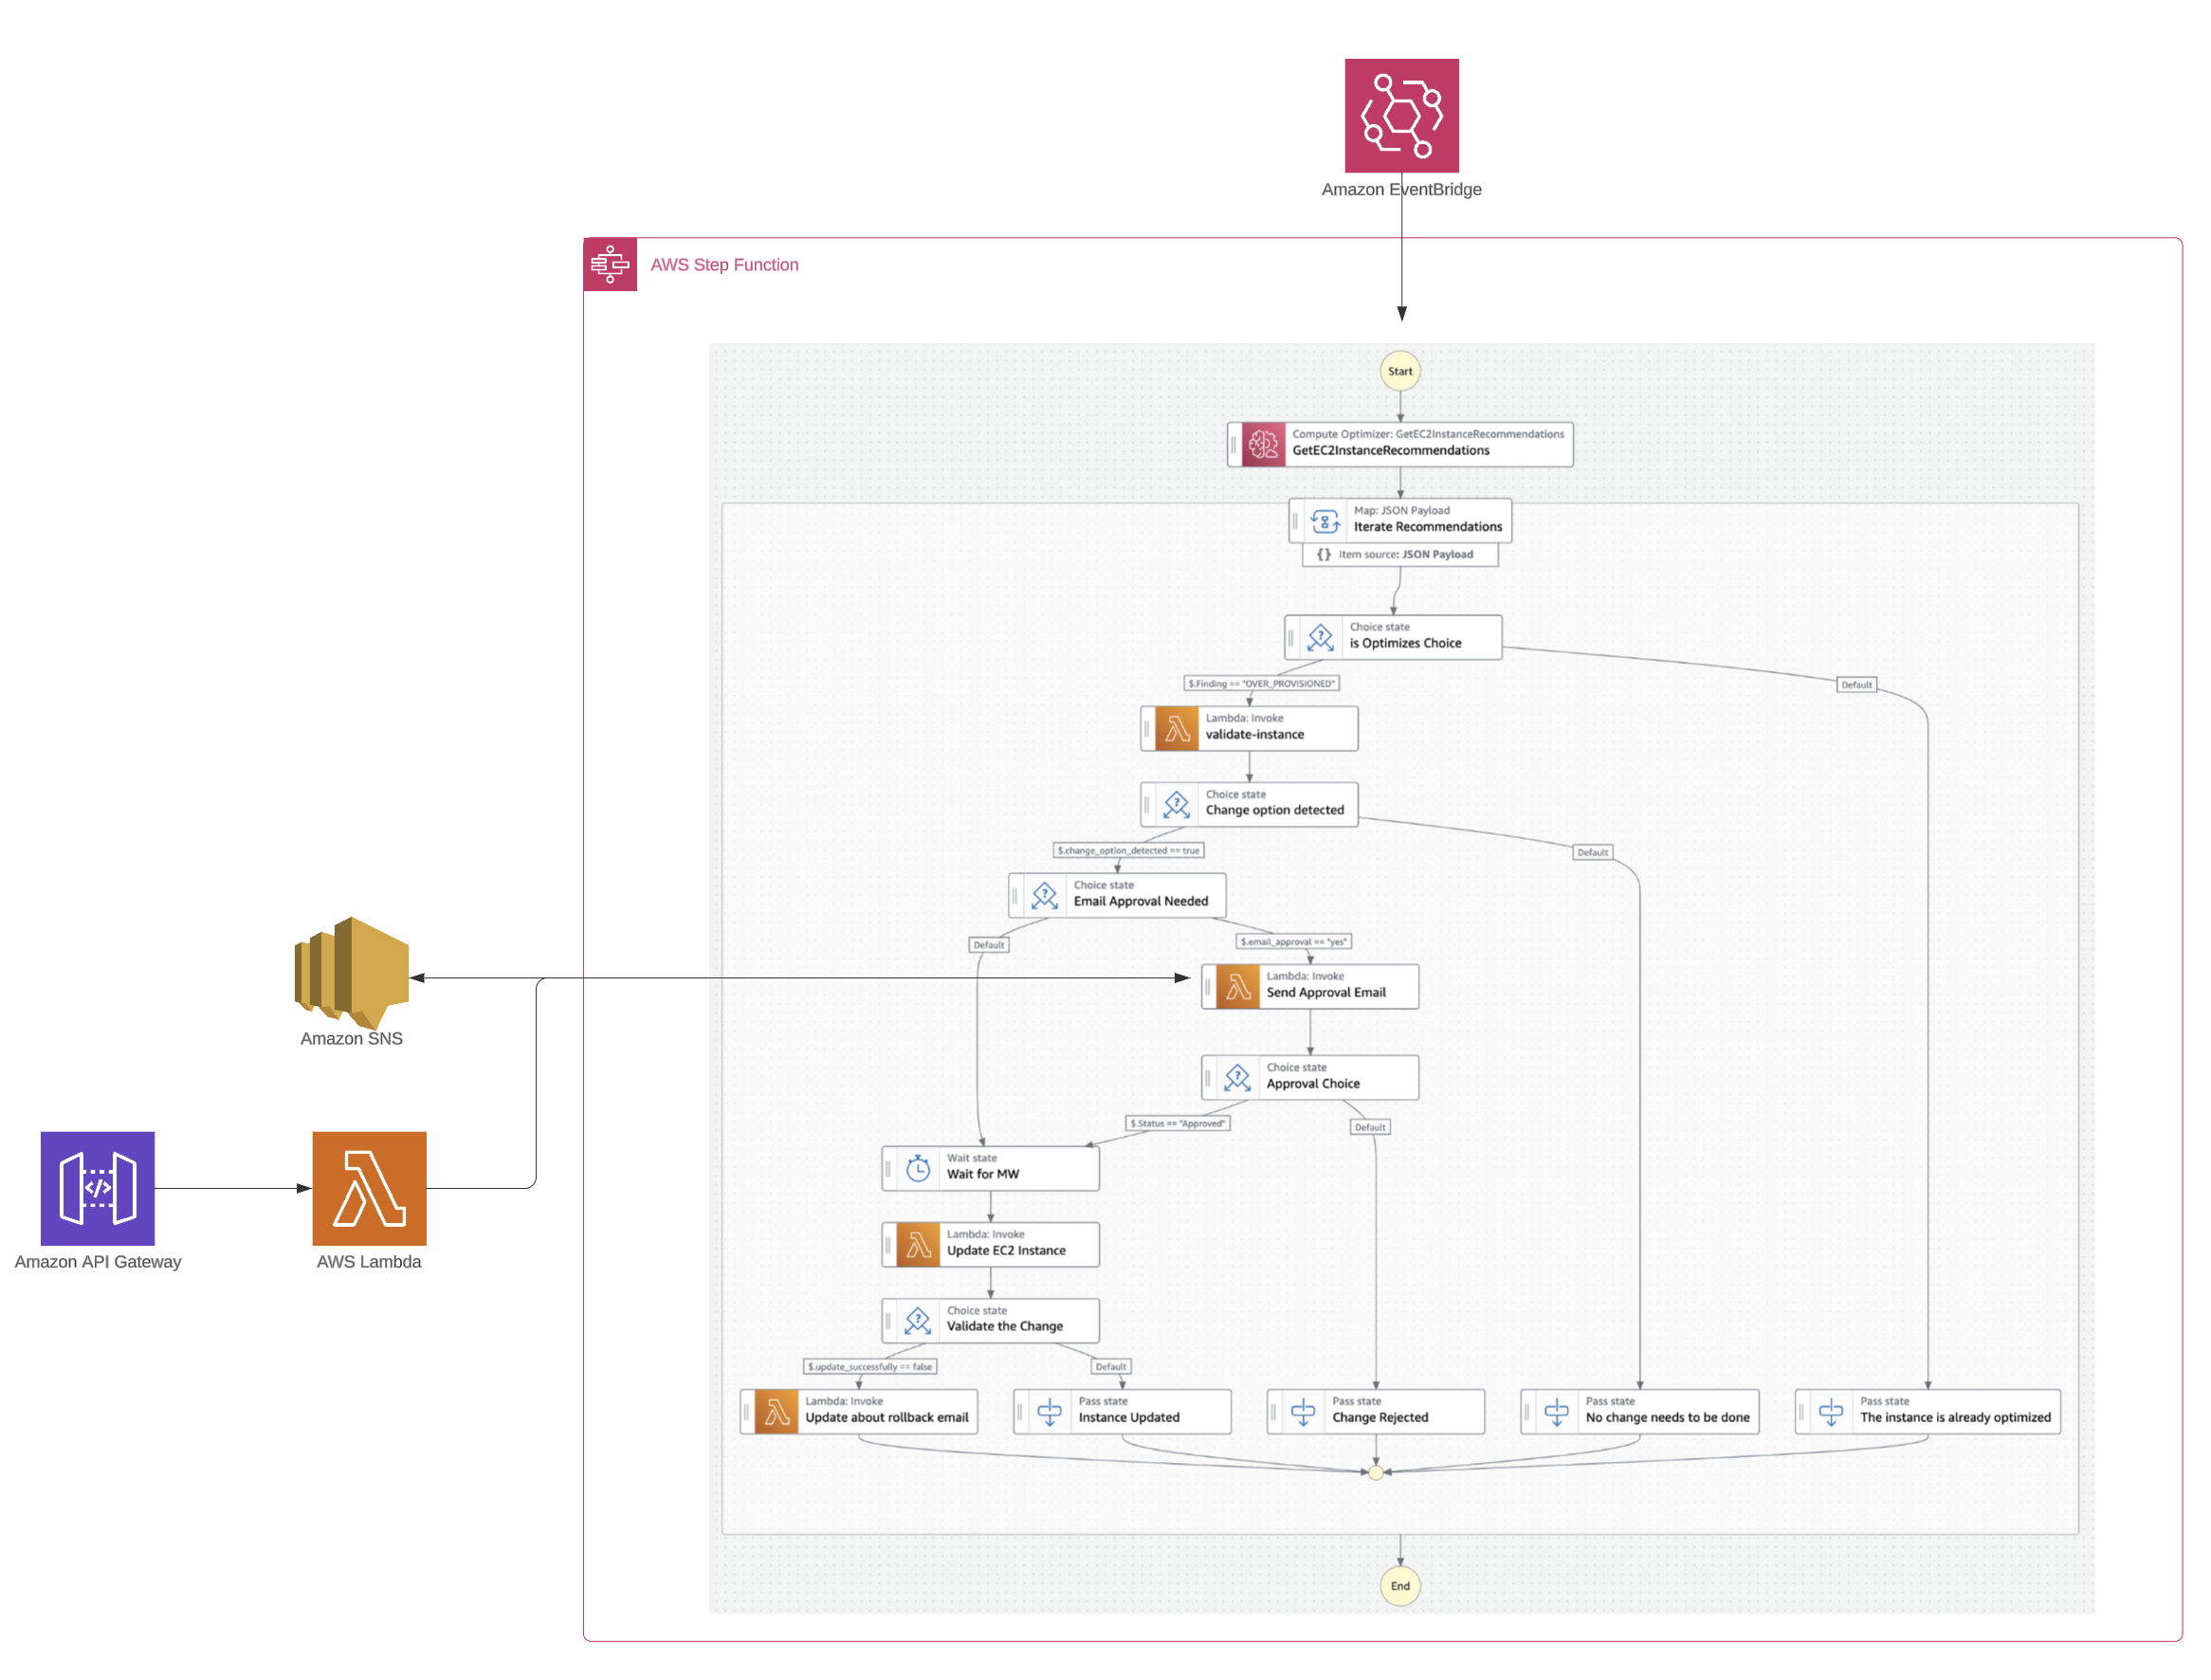 Amazon EventBridge
AWS Step Function
Start
Compute Optimizer: GetEC2InstanceRecommendations
GetEC2InstanceRecommendations
Map: JSON Payload
Iterate Recommendations
{} Item source: JSON Payload
Choice state
is Optimizes Choice
$.Finding == "OVER_PROVISIONED"
Default
Lambda: Invoke
validate-instance
Choice state
Change option detected
$.change_option_detected == true
Default
Choice state
Email Approval Needed
Default
$.email_approval == "yes"
Lambda: Invoke
Send Approval Email
Amazon SNS
Choice state
Approval Choice
$.Status == "Approved"
Default
Wait state
Wait for MW
Amazon API Gateway
AWS Lambda
Lambda: Invoke
Update EC2 Instance
Choice state
Validate the Change
$.update_successfully == false
Default
Lambda: Invoke
Update about rollback email
Pass state
Instance Updated
Pass state
Change Rejected
Pass state
No change needs to be done
Pass state
The instance is already optimized
End